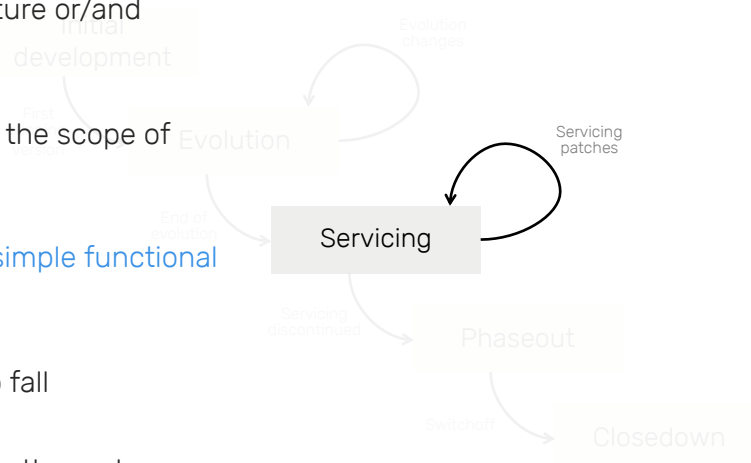 ture or/and
Initial
development
Evolution
changes
First
the scope of
Evolution
Servicing
patches
End of
evolution
Servicing
simple functional
Servicing
discontinued
Phaseout
fall
Switchoff
Closedown